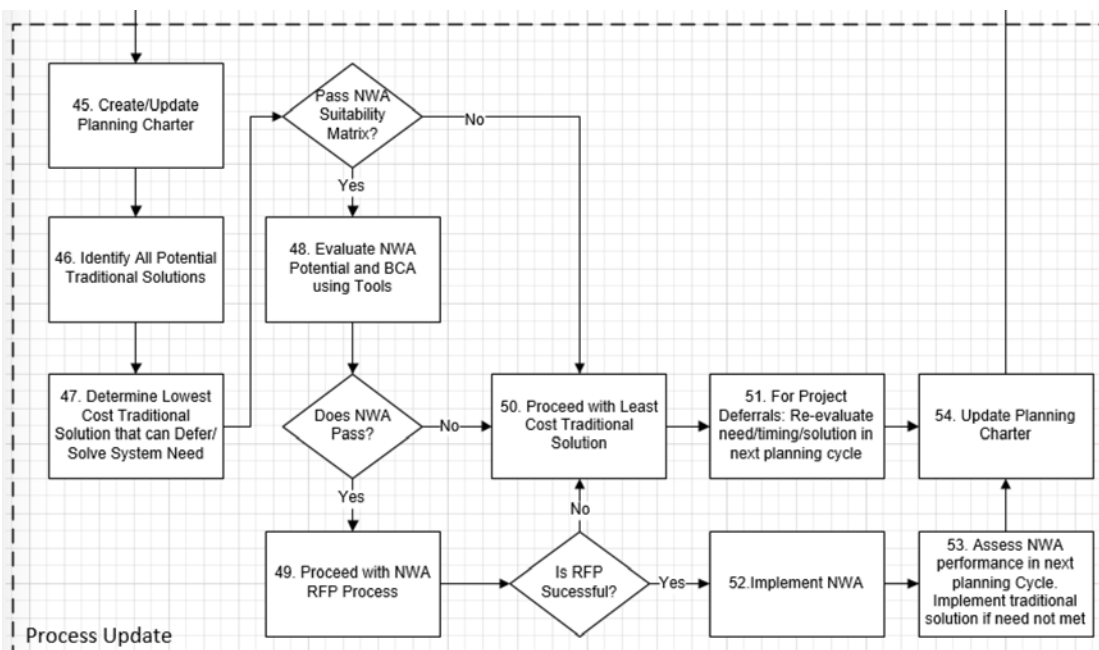 45. Create/Update
Planning Charter
46. Identify All Potential
Traditional Solutions
47. Determine Lowest
Cost Traditional
Solution that can Defer/
Solve System Need
Pass NWA
Suitability
Matrix?
No
Yes
48. Evaluate NWA
Potential and BCA
using Tools
Does NWA
Pass?
No
Yes
49. Proceed with NWA
RFP Process
50. Proceed with Least
Cost Traditional
Solution
No
Is RFP
Sucessful?
Yes
51. For Project
Deferrals: Re-evaluate
need/timing/solution in
next planning cycle
52.Implement NWA
53. Assess NWA
performance in next
planning Cycle.
Implement traditional
solution if need not met
54. Update Planning
Charter
Process Update